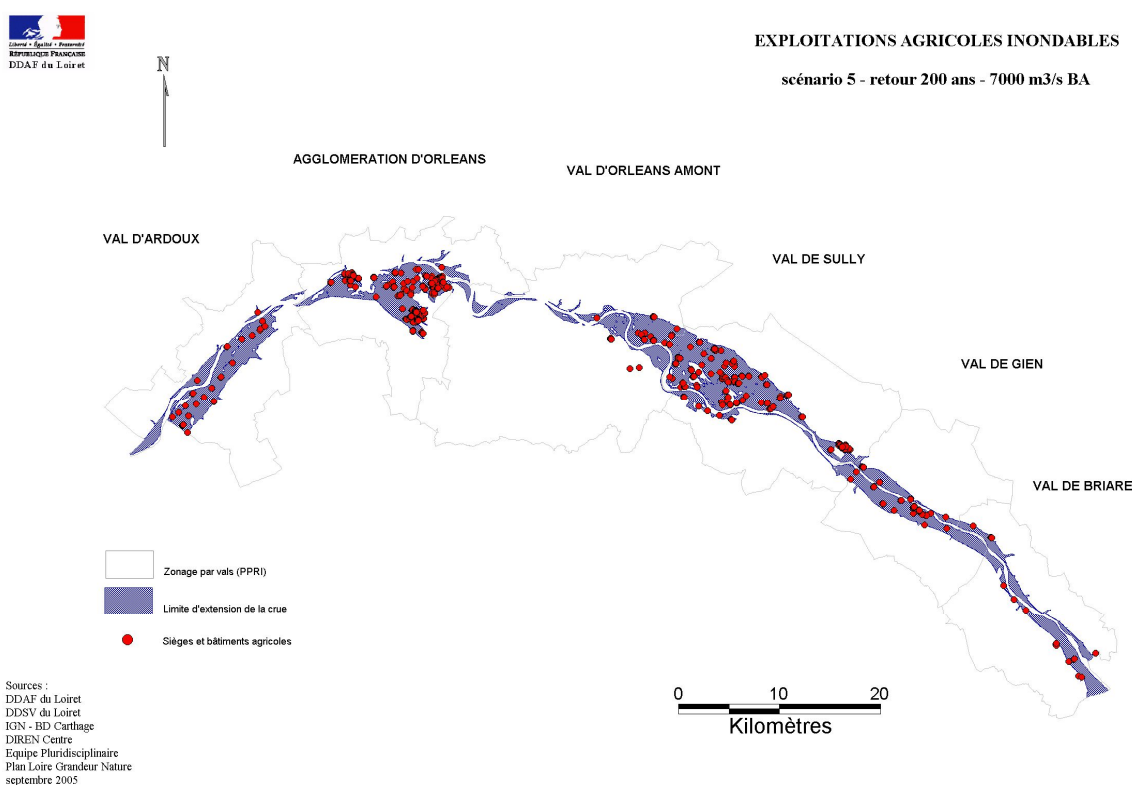 Liberté • Égalité • Fraternité
RÉPUBLIQUE FRANÇAISE
DDAF du Loiret
N
EXPLOITATIONS AGRICOLES INONDABLES
scénario 5 - retour 200 ans - 7000 m3/s BA
AGGLOMERATION D'ORLEANS
VAL D'ORLEANS AMONT
VAL D'ARDOUX
VAL DE SULLY
VAL DE GIEN
VAL DE BRIARE
Zonage par vals (PPRI)
Limite d'extension de la crue
Sièges et bâtiments agricoles
0 10 20
Kilomètres
Sources :
DDAF du Loiret
DDSV du Loiret
IGN - BD Carthage
DIREN Centre
Equipe Pluridisciplinaire
Plan Loire Grandeur Nature
septembre 2005